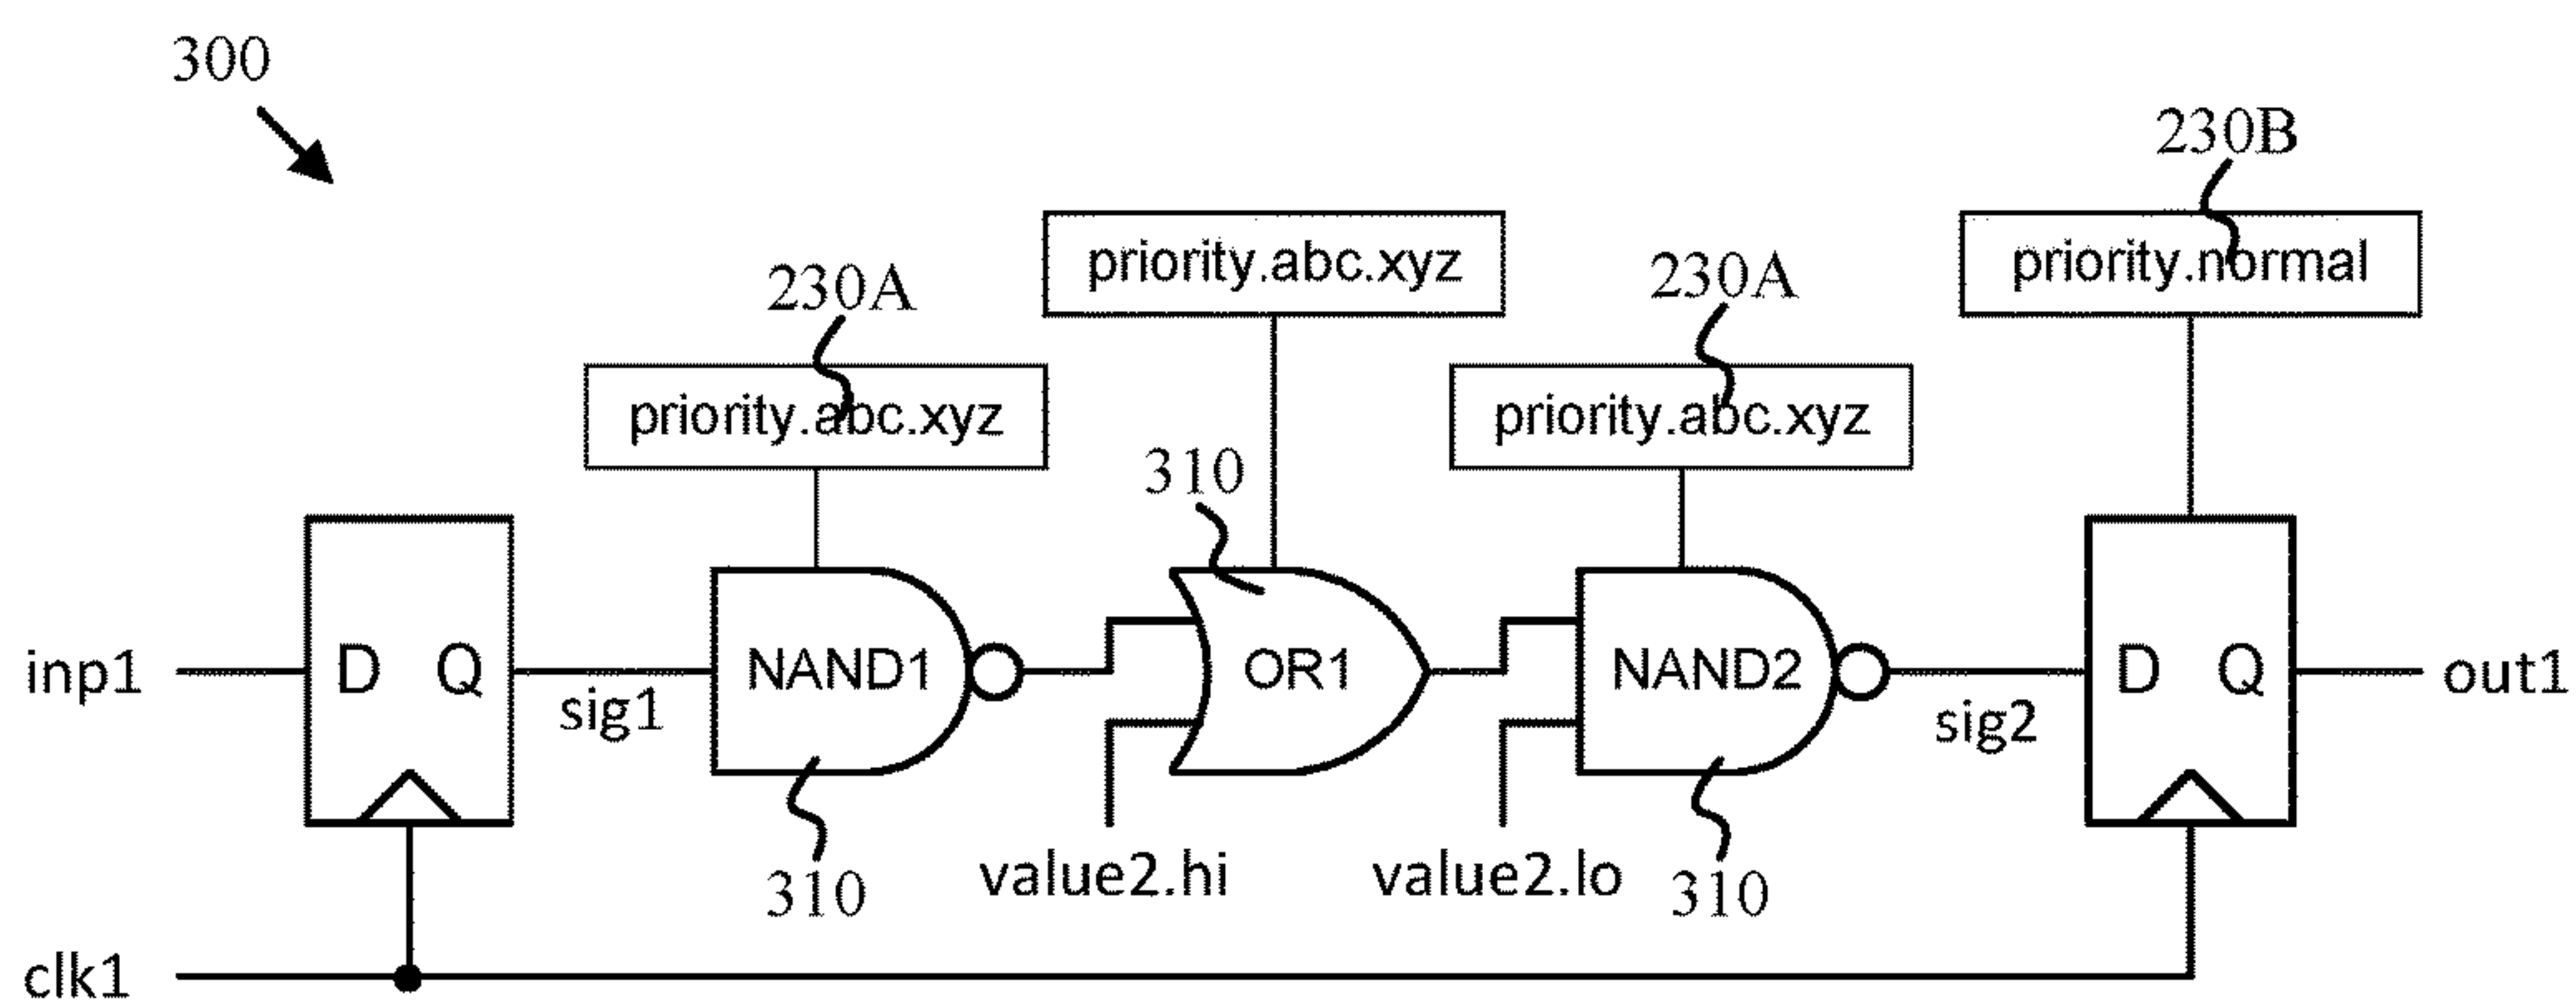 300
230B
priority.abc.xyz
priority.normal
230A
230A
priority.abc.xyz
priority.abc.xyz
310
inp1
D Q
sig1
NAND1
OR1
NAND2
sig2
D Q
out1
310
value2.hi
value2.lo
310
clk1